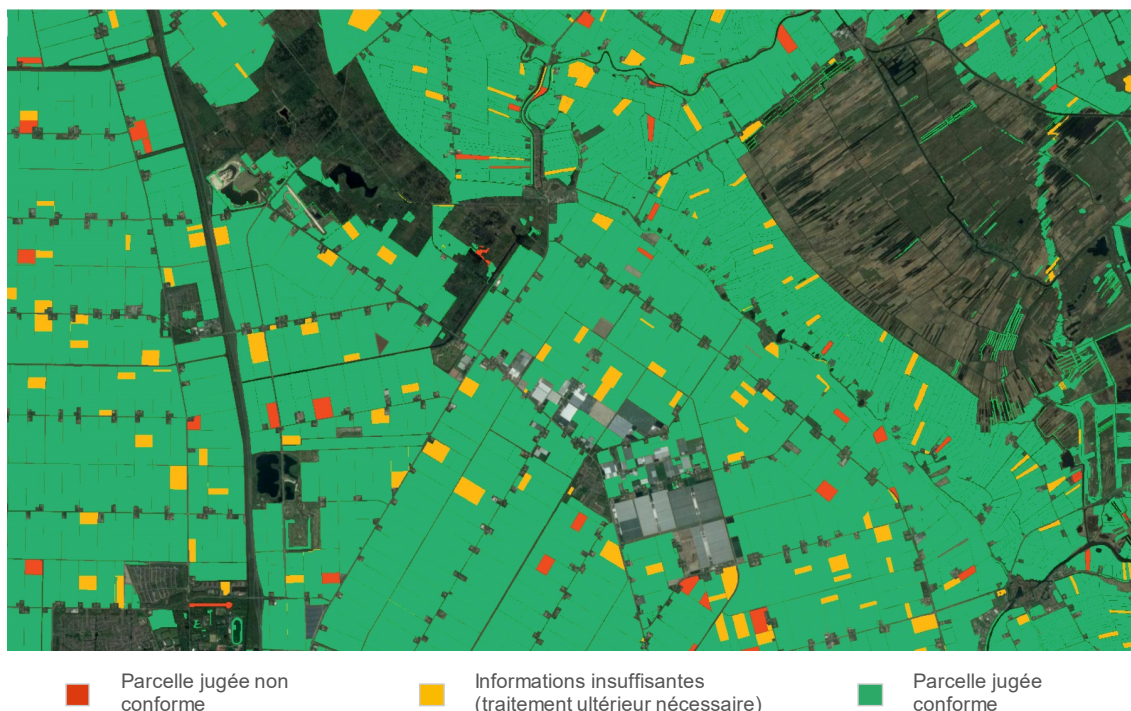 Parcelle jugée non
conforme
Informations insuffisantes
(traitement ultérieur nécessaire)
Parcelle jugée
conforme